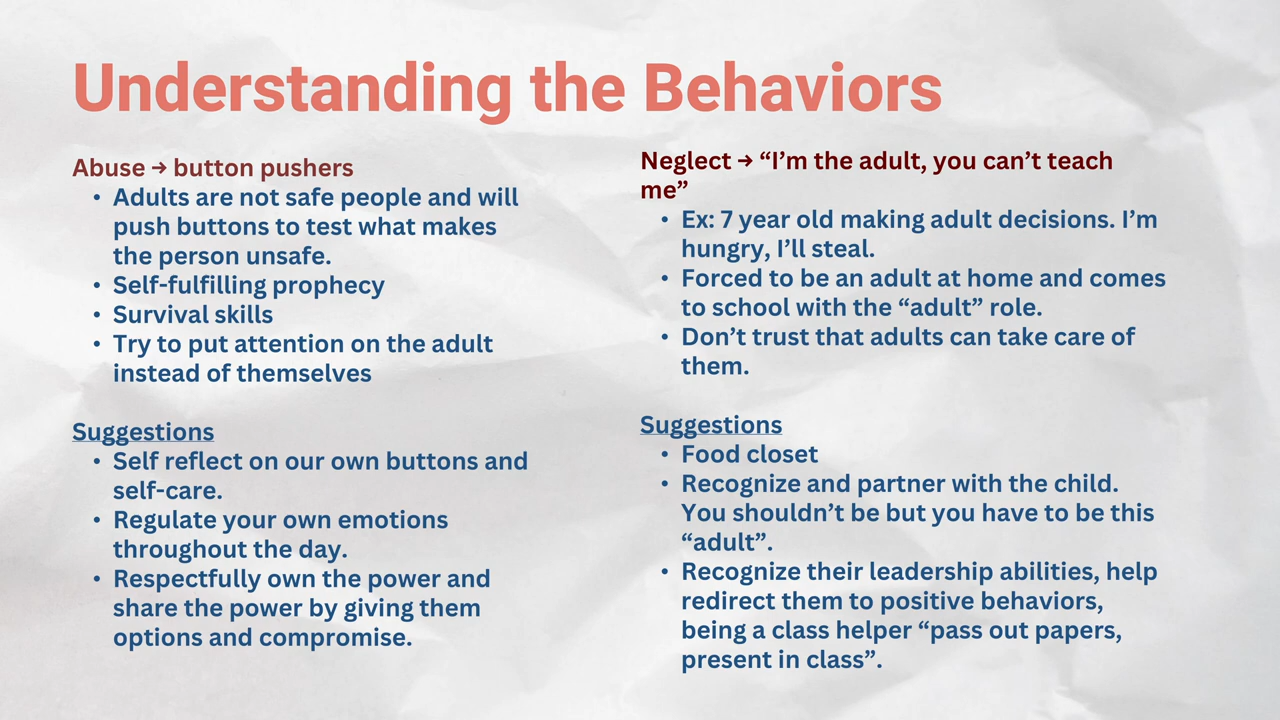 Understanding the Behaviors
Abuse → button pushers
• Adults are not safe people and will
push buttons to test what makes
the person unsafe.
• Self-fulfilling prophecy
• Survival skills
• Try to put attention on the adult
instead of themselves
Suggestions
• Self reflect on our own buttons and
self-care.
• Regulate your own emotions
throughout the day.
• Respectfully own the power and
share the power by giving them
options and compromise.
Neglect → “I’m the adult, you can’t teach
me”
• Ex: 7 year old making adult decisions. I’m
hungry, I’ll steal.
• Forced to be an adult at home and comes
to school with the “adult” role.
• Don’t trust that adults can take care of
them.
Suggestions
• Food closet
• Recognize and partner with the child.
You shouldn’t be but you have to be this
“adult”.
• Recognize their leadership abilities, help
redirect them to positive behaviors,
being a class helper “pass out papers,
present in class”.